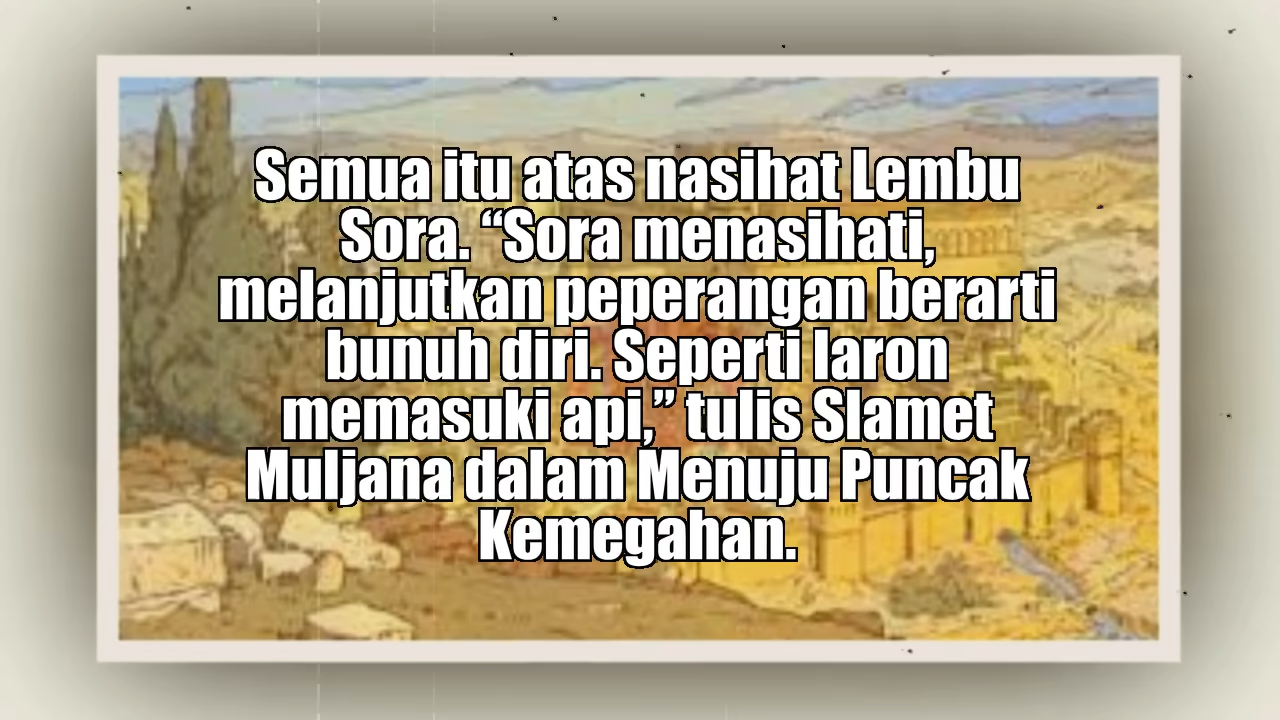 Semua itu atas nasihat Lembu
Sora. “Sora menasihati,
melanjutkan peperangan berarti
bunuh diri. Seperti laron
memasuki api,” tulis Slamet
Muljana dalam Menuju Puncak
Kemegahan.